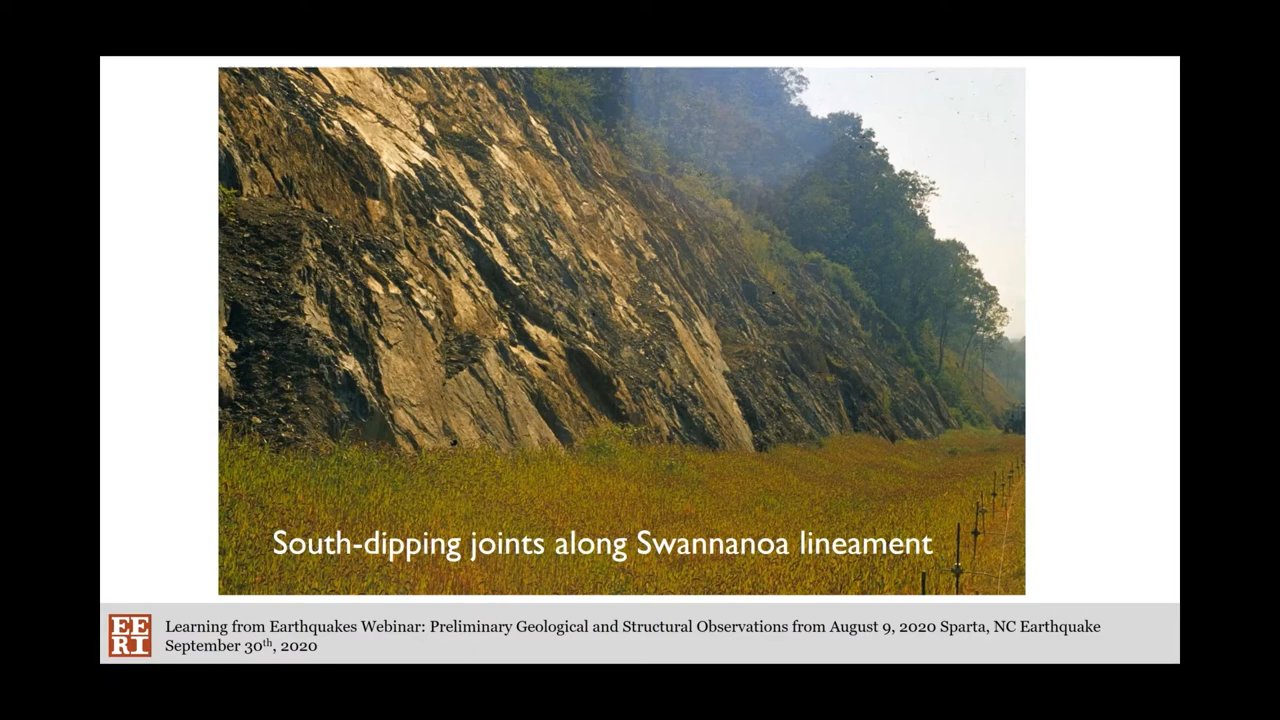 South-dipping joints along Swannanoa lineament
EE
RI
Learning from Earthquakes Webinar: Preliminary Geological and Structural Observations from August 9, 2020 Sparta, NC Earthquake
September 30th, 2020